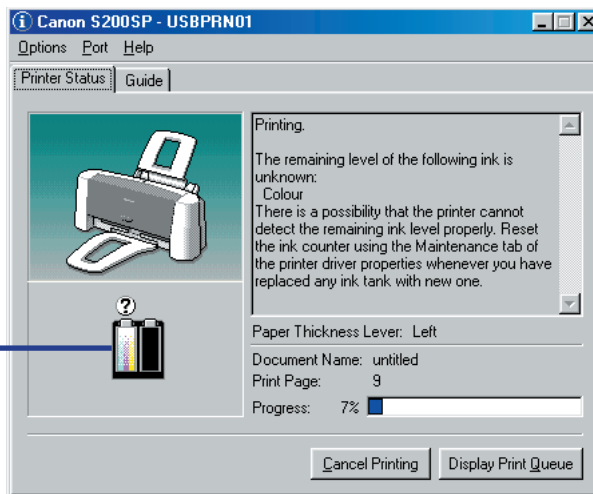 Canon S200SP - USBPRN01
Options Port Help
Printer Status Guide
Printing.
The remaining level of the following ink is
unknown:
Colour
There is a possibility that the printer cannot
detect the remaining ink level properly. Reset
the ink counter using the Maintenance tab of
the printer driver properties whenever you have
replaced any ink tank with new one.
?
Paper Thickness Lever: Left
Document Name: untitled
Print Page: 9
Progress: 7%
Cancel Printing Display Print Queue